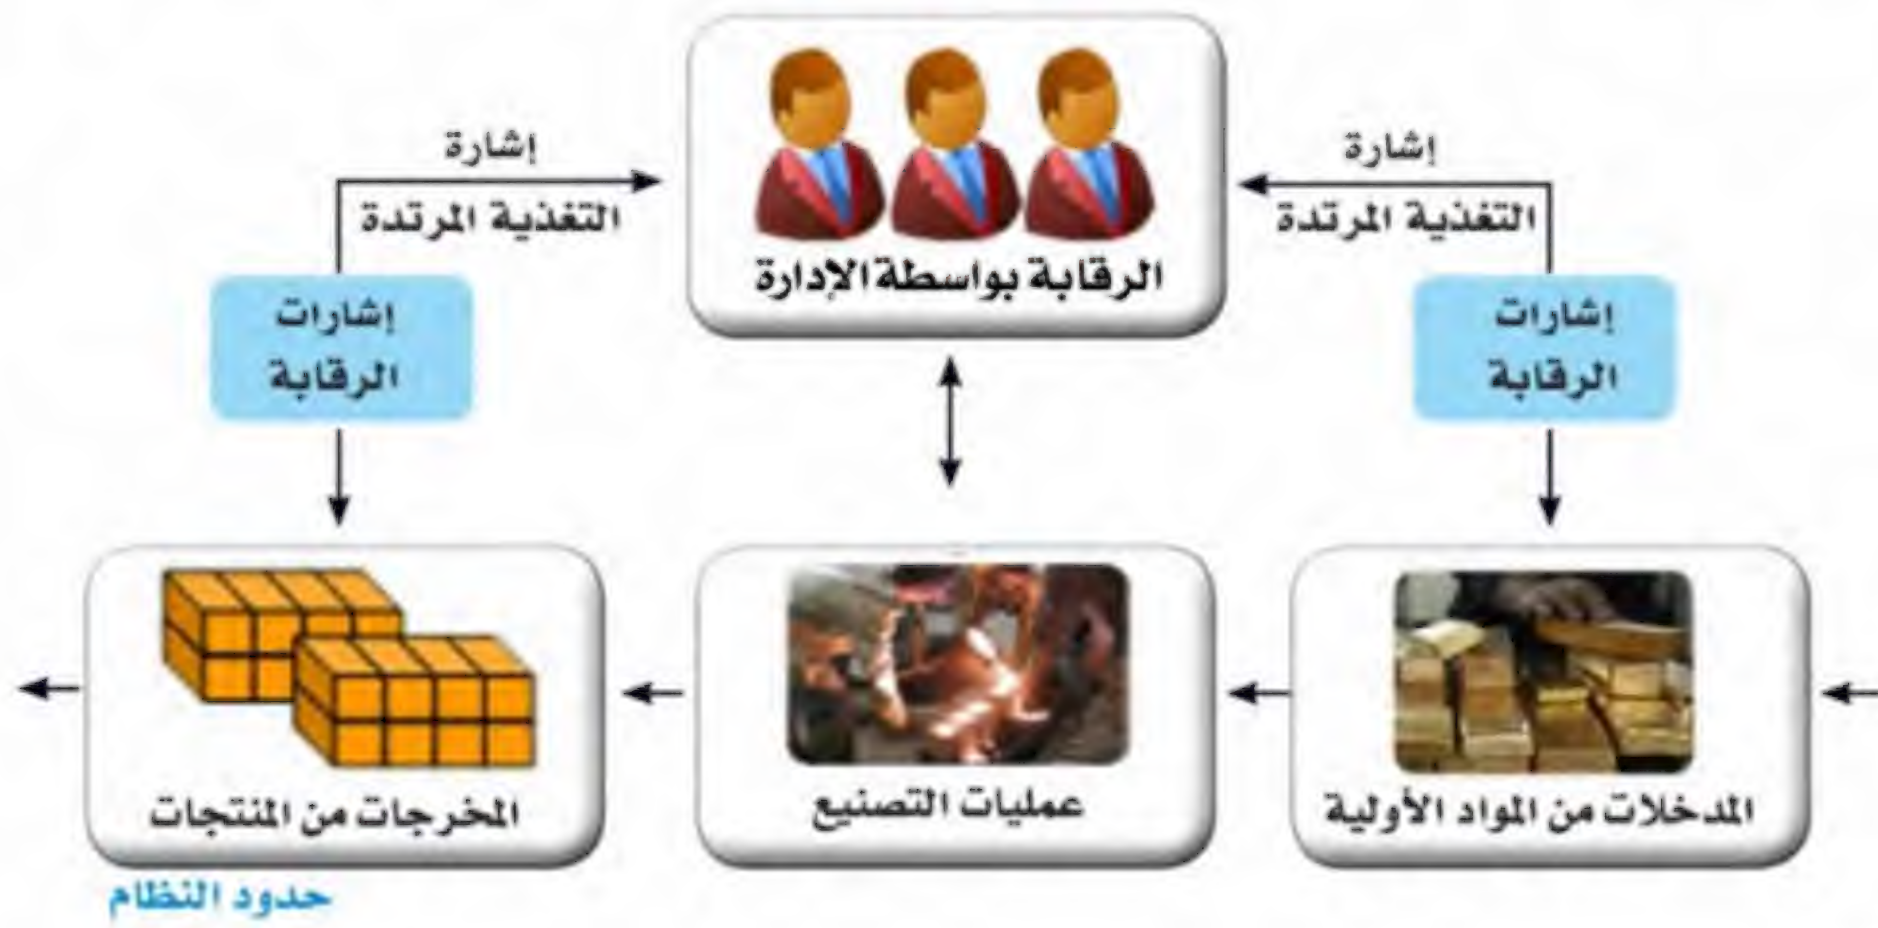 إشارة
التغذية المرتدة
الرقابة بواسطة الإدارة
إشارة
التغذية المرتدة
إشارات
الرقابة
إشارات
الرقابة
المدخلات من المواد الأولية
عمليات التصنيع
المخرجات من المنتجات
حدود النظام